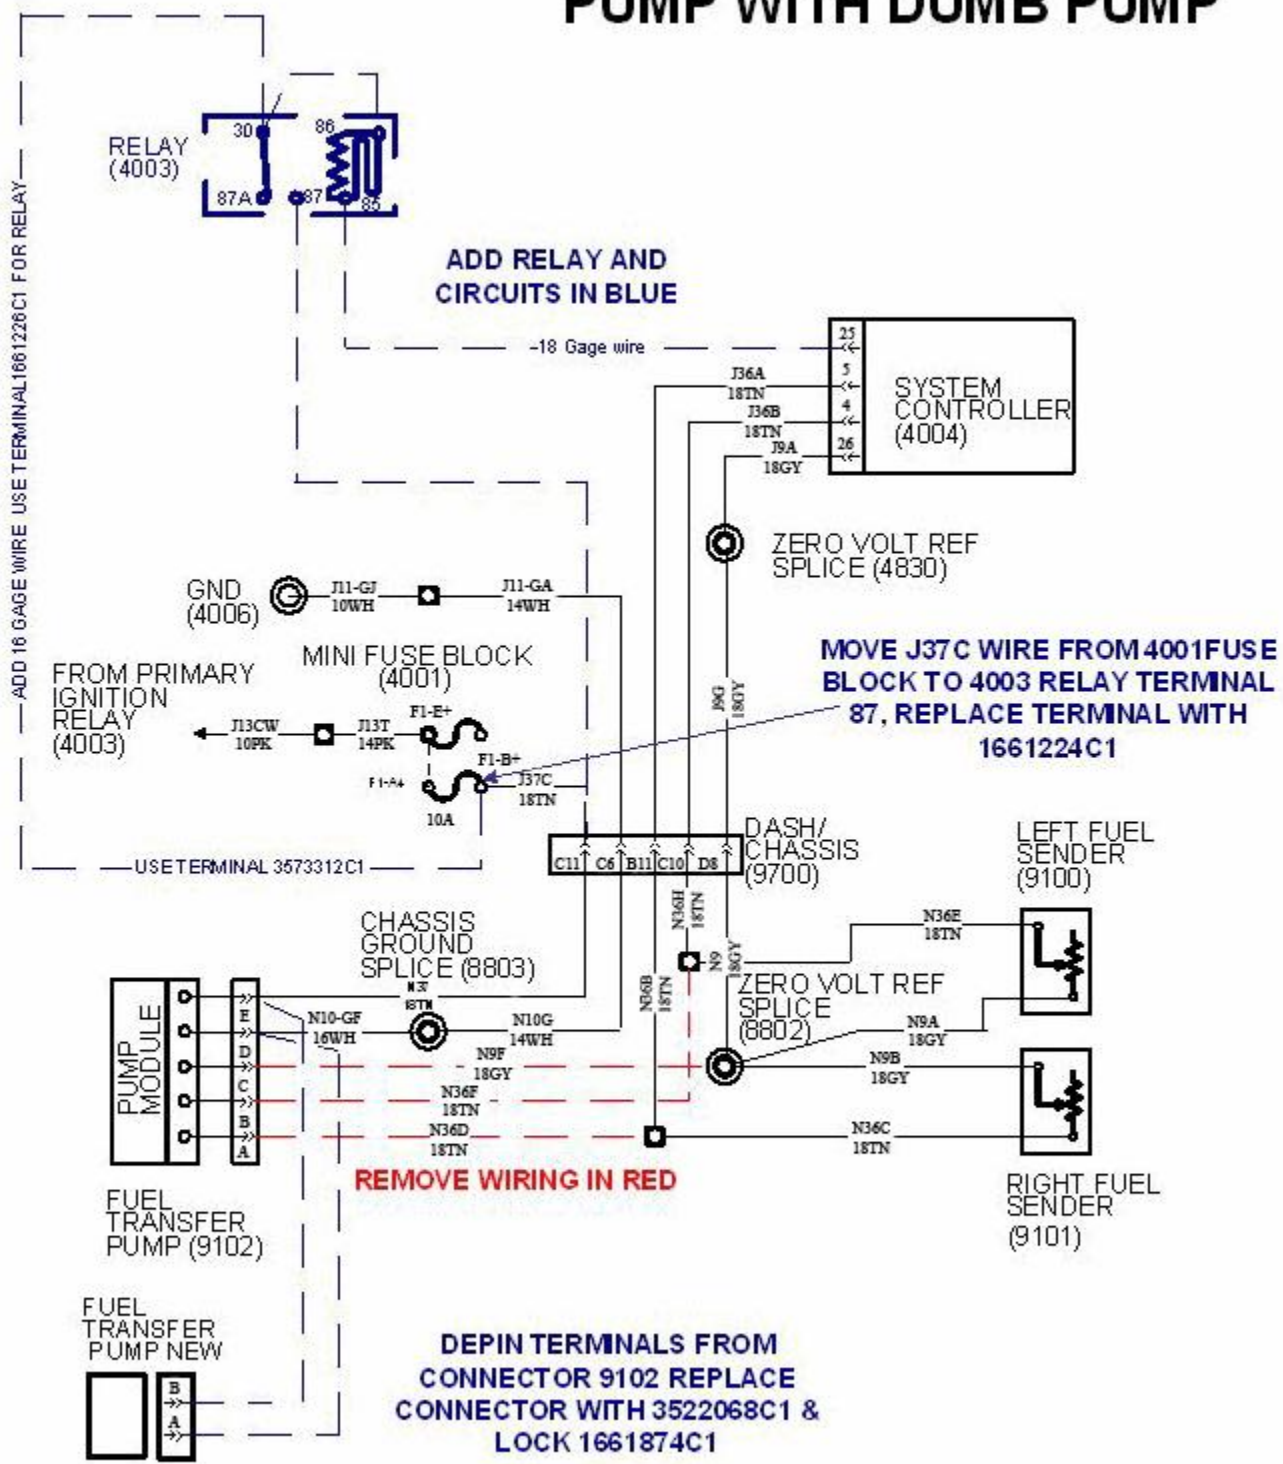 PUMP WITH DUMB PUMP
RELAY
(4003)
30
86
87A
87
85
ADD 16 GAGE WIRE USE TERMINAL1661226C1 FOR RELAY
ADD RELAY AND
CIRCUITS IN BLUE
-18 Gage wire
25
5
4
26
SYSTEM
CONTROLLER
(4004)
J36A
18TN
J36B
18TN
J9A
18GY
ZERO VOLT REF
SPLICE (4830)
GND
(4006)
J11-GJ
10WH
J11-GA
14WH
MINI FUSE BLOCK
(4001)
FROM PRIMARY
IGNITION
RELAY
(4003)
J13CW
10PK
J13T
14PK
F1-E+
F1-B+
F1-A+
J37C
18TN
10A
J9G
18GY
MOVE J37C WIRE FROM 4001FUSE
BLOCK TO 4003 RELAY TERMINAL
87, REPLACE TERMINAL WITH
1661224C1
USETERMINAL 3573312C1
C11
C6
B11
C10
D8
DASH/
CHASSIS
(9700)
LEFT FUEL
SENDER
(9100)
CHASSIS
GROUND
SPLICE (8803)
N36H
18TN
N36E
18TN
N9
18GY
N36B
18TN
ZERO VOLT REF
SPLICE
(8802)
N9A
18GY
N9B
18GY
N36C
18TN
RIGHT FUEL
SENDER
(9101)
PUMP
MODULE
E
D
C
B
A
N37
18TN
N10-GF
16WH
N10G
14WH
N9F
18GY
N36F
18TN
N36D
18TN
REMOVE WIRING IN RED
FUEL
TRANSFER
PUMP (9102)
FUEL
TRANSFER
PUMP NEW
B
A
DEPIN TERMINALS FROM
CONNECTOR 9102 REPLACE
CONNECTOR WITH 3522068C1 &
LOCK 1661874C1